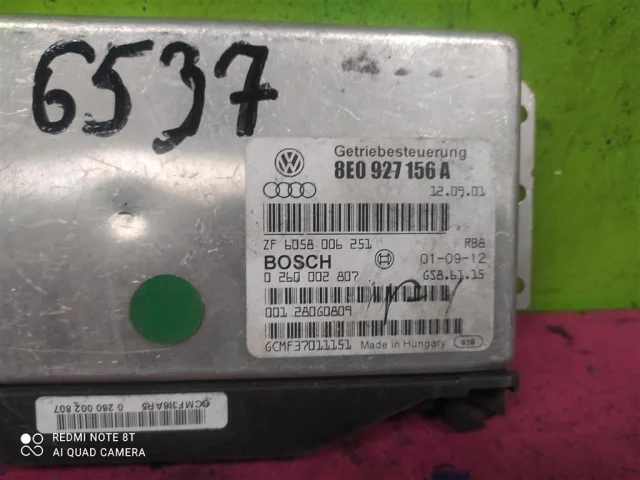 6537
Getriebesteuerung
8E0 927 156 A
12.09.01
ZF 6058 006 251 RBB
BOSCH 01-09-12
0 260 002 807 GS8.61.15
001 28060809
GCMF37011151 Made in Hungary 658
GCMF316AR5 0 260 002 807
REDMI NOTE 8T
AI QUAD CAMERA